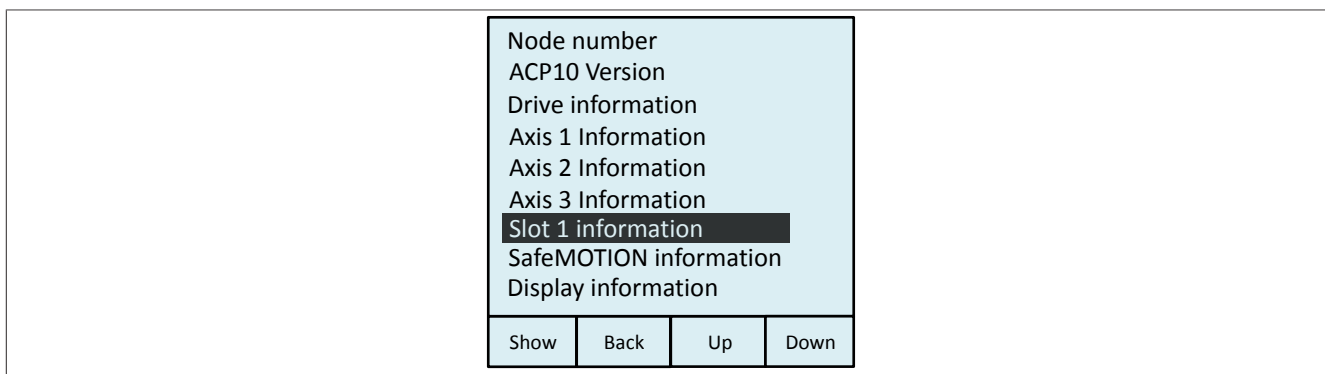 Node number
ACP10 Version
Drive information
Axis 1 Information
Axis 2 Information
Axis 3 Information
Slot 1 information
SafeMOTION information
Display information
Show Back Up Down